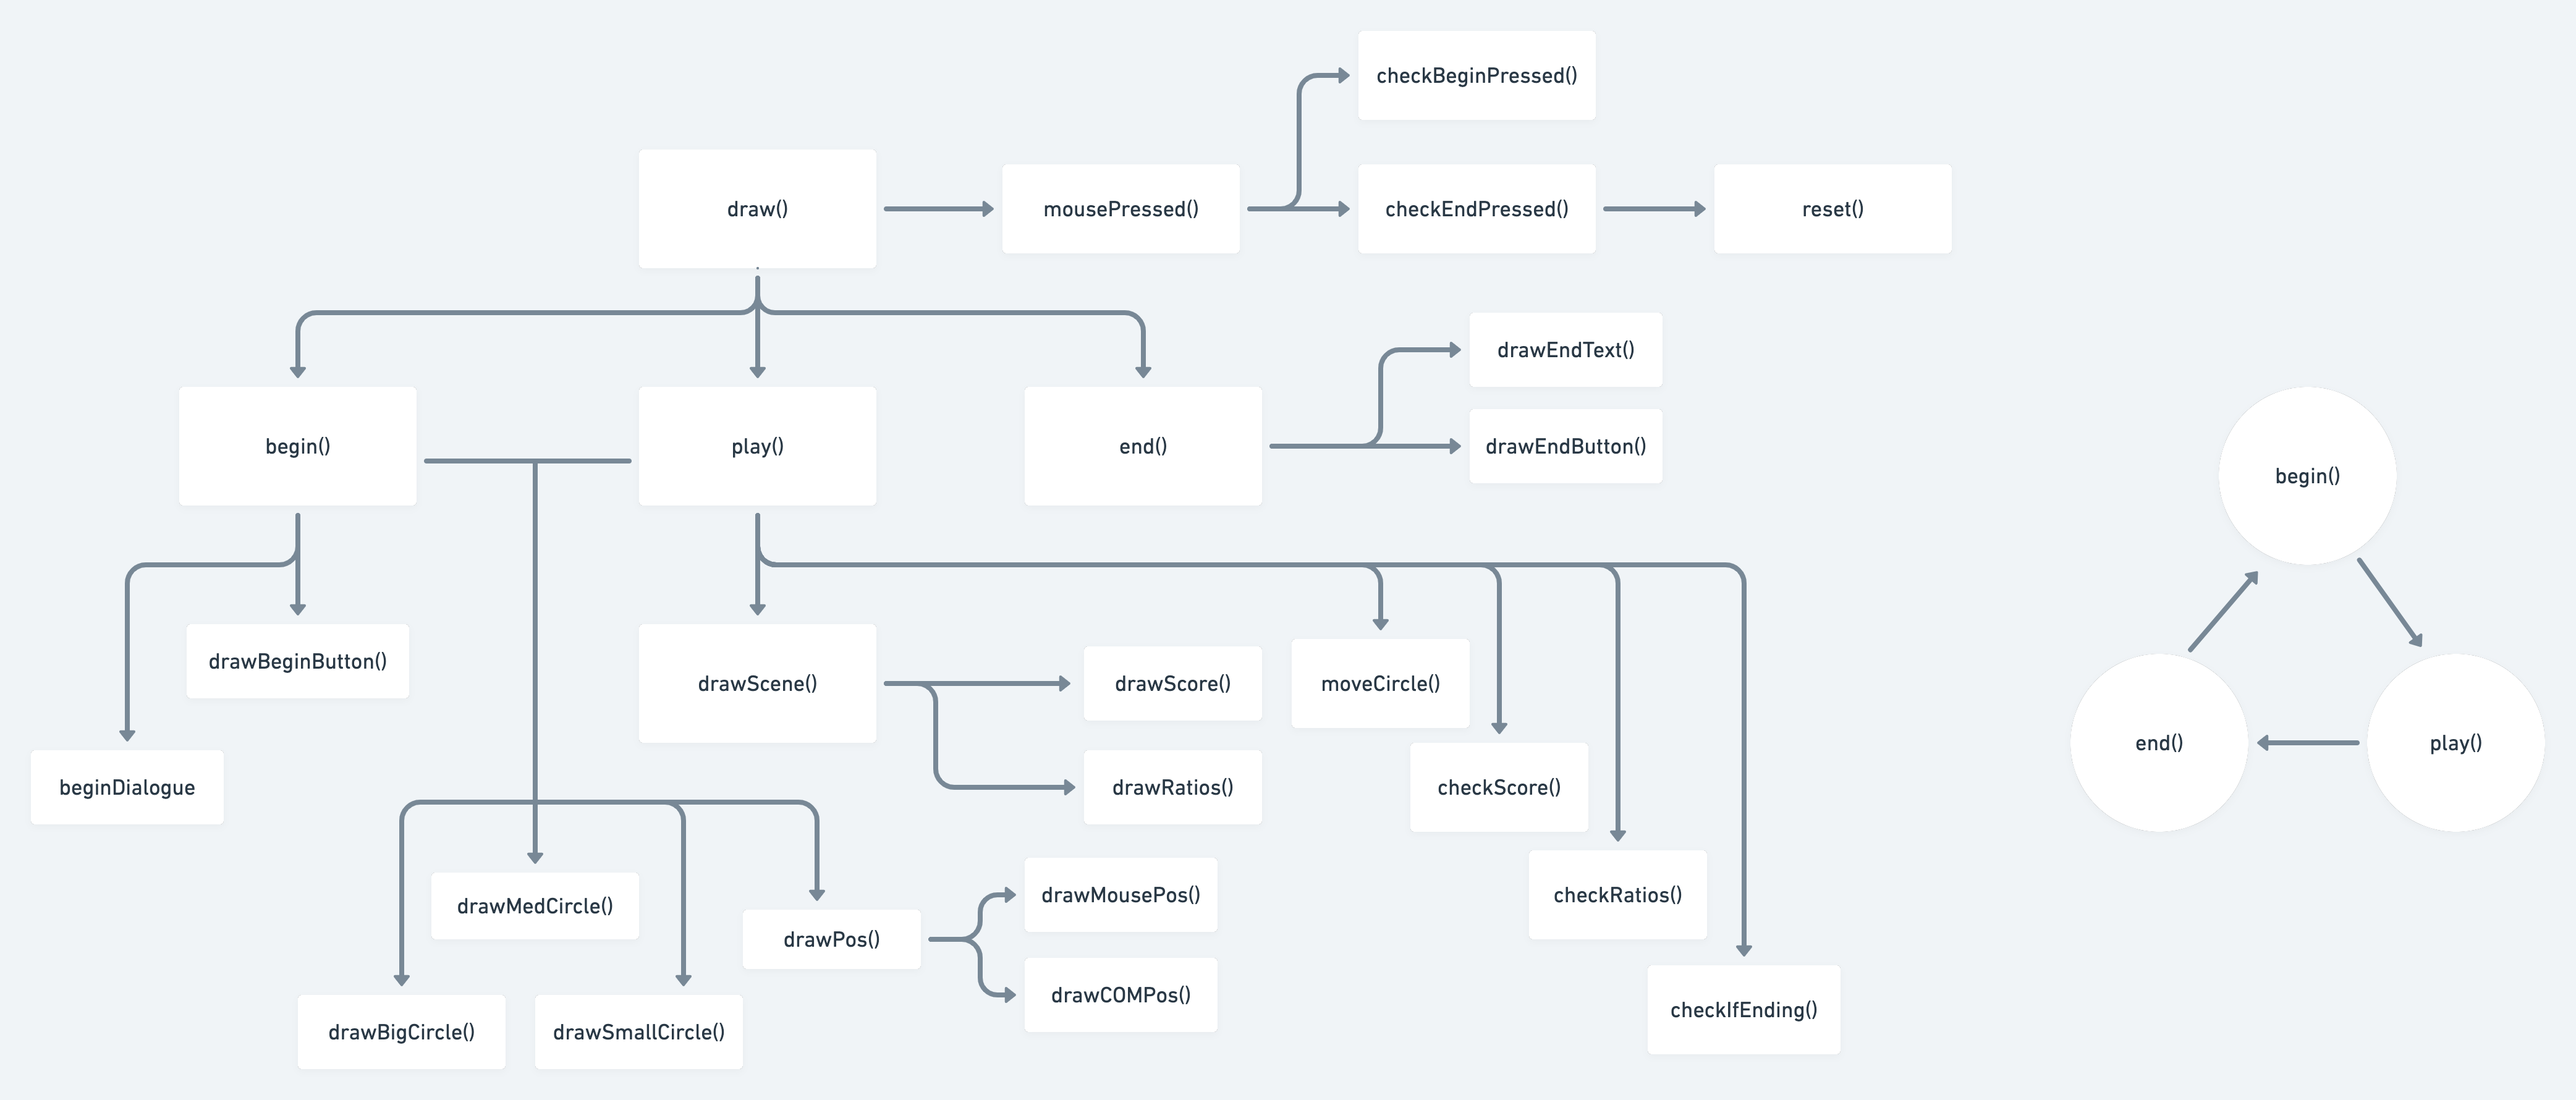 checkBeginPressed()
draw()
mousePressed()
checkEndPressed()
reset()
drawEndText()
begin()
play()
end()
drawEndButton()
begin()
drawBeginButton()
drawScene()
drawScore()
moveCircle()
end()
play()
beginDialogue
drawRatios()
checkScore()
drawMedCircle()
drawMousePos()
checkRatios()
drawPos()
drawCOMPos()
checkIfEnding()
drawBigCircle()
drawSmallCircle()